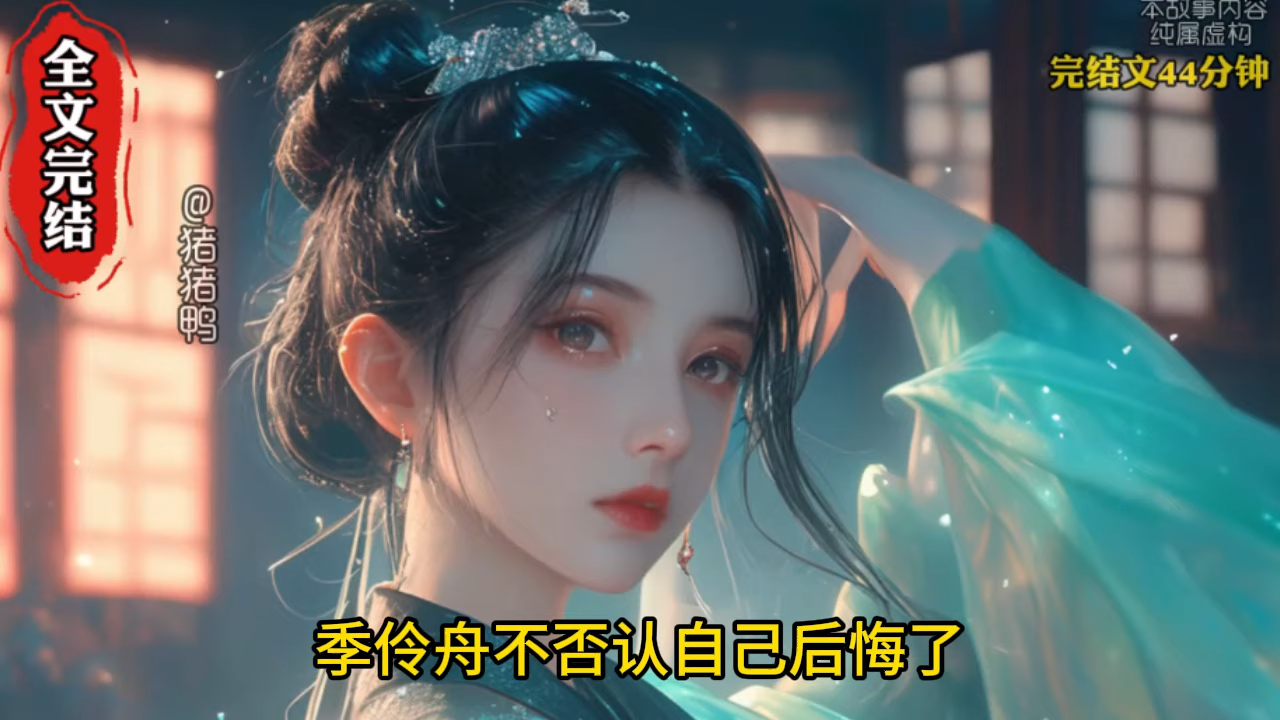 全文完结
@猪猪鸭
本故事内容
纯属虚构
完结文44分钟
季伶舟不否认自己后悔了